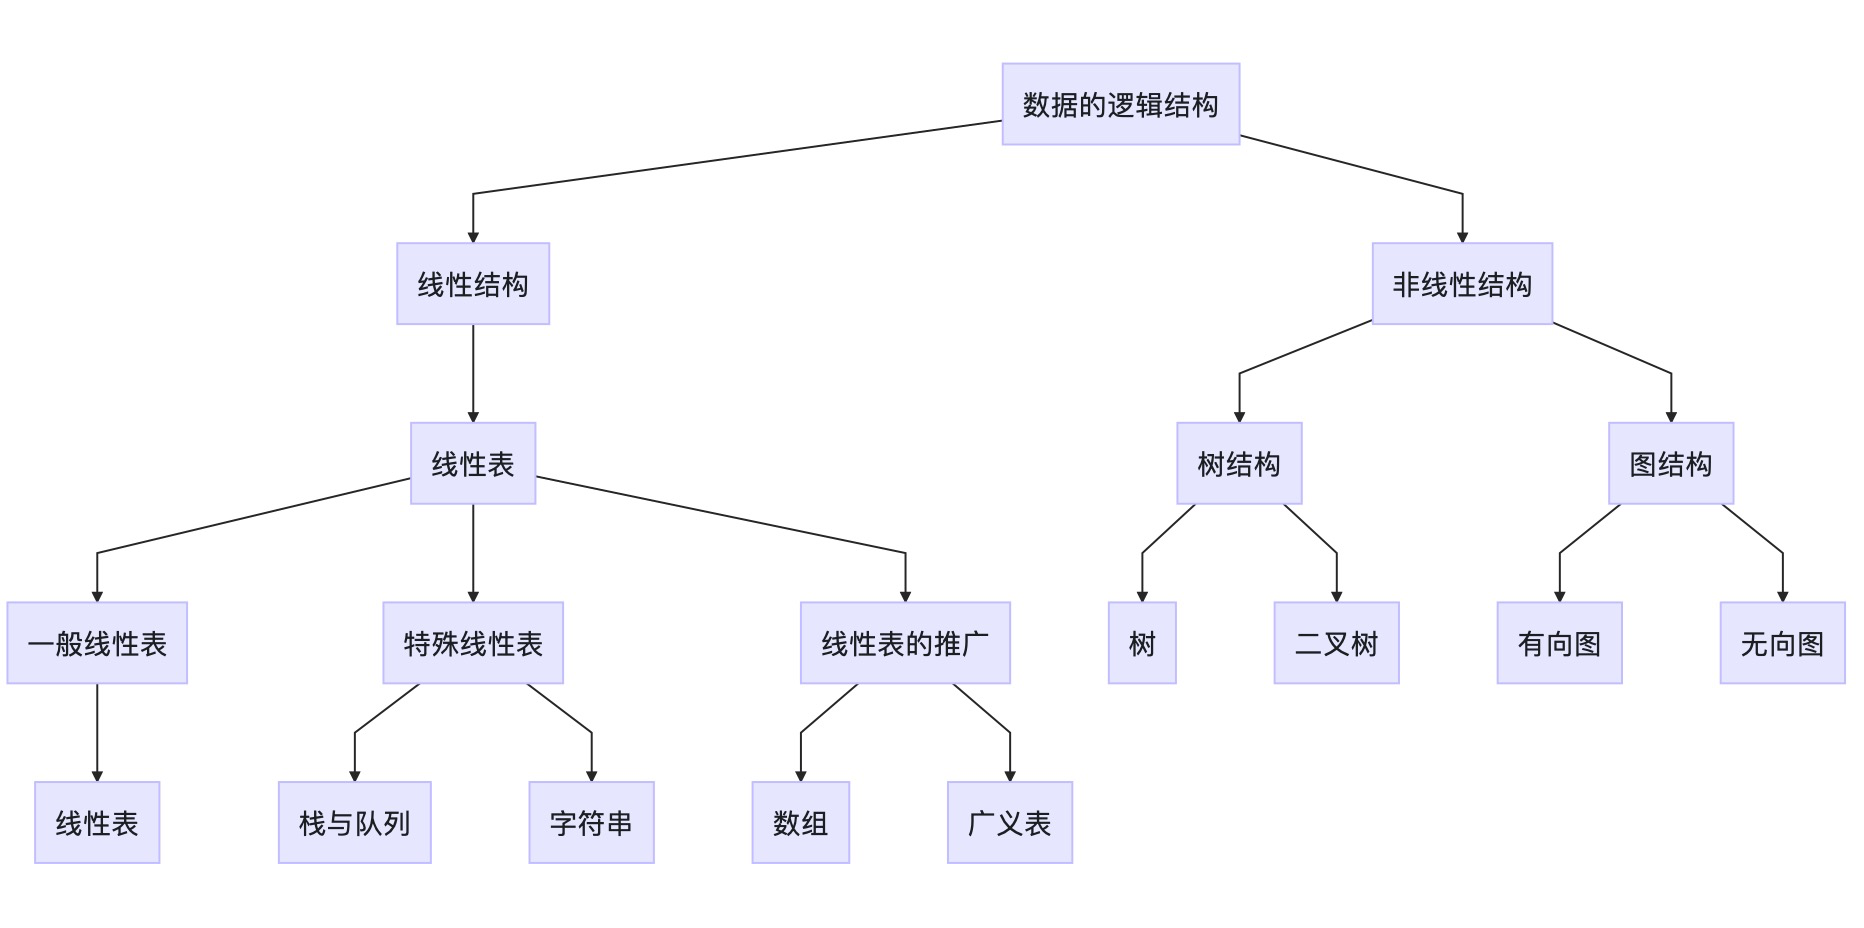 数据的逻辑结构
线性结构
非线性结构
线性表
树结构
图结构
一般线性表
特殊线性表
线性表的推广
树
二叉树
有向图
无向图
线性表
栈与队列
字符串
数组
广义表